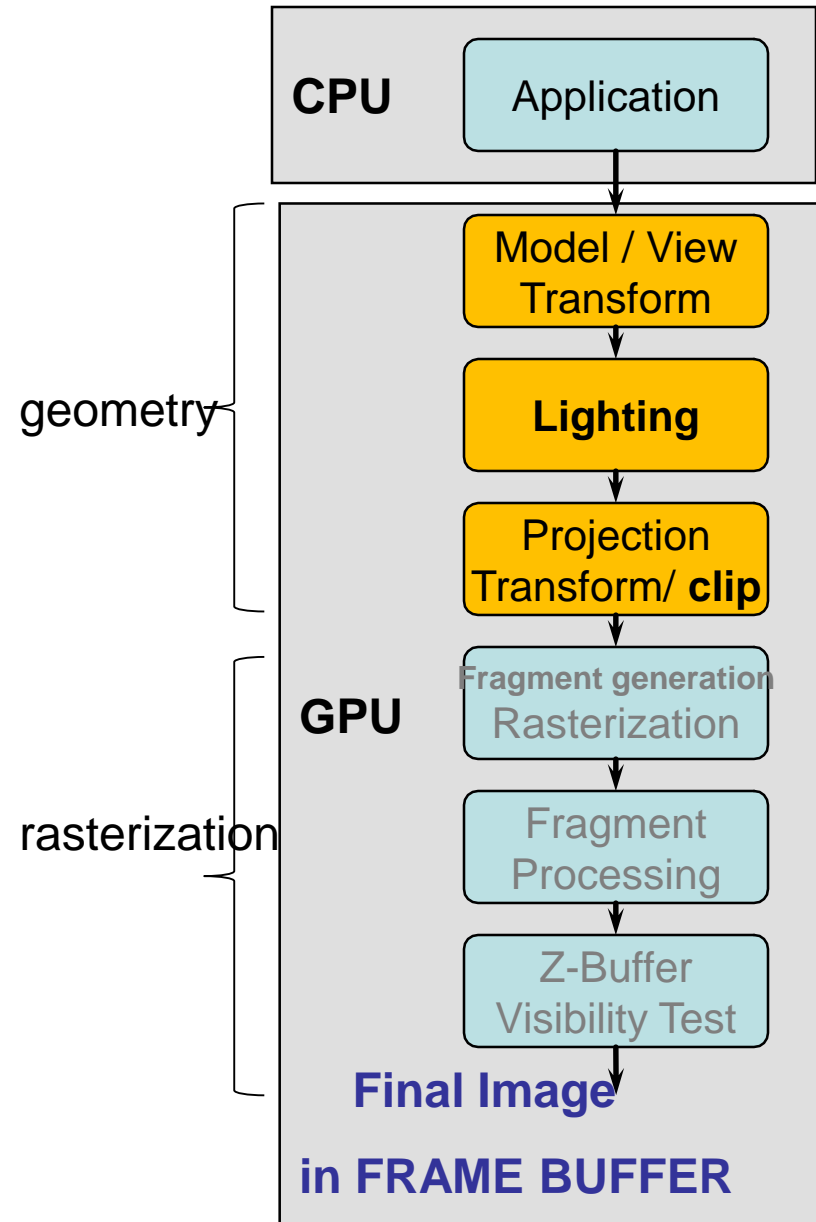 CPU
Application
Model / View
Transform
geometry
Lighting
Projection
Transform/ clip
Fragment generation
Rasterization
GPU
rasterization
Fragment
Processing
Z-Buffer
Visibility Test
Final Image
in FRAME BUFFER